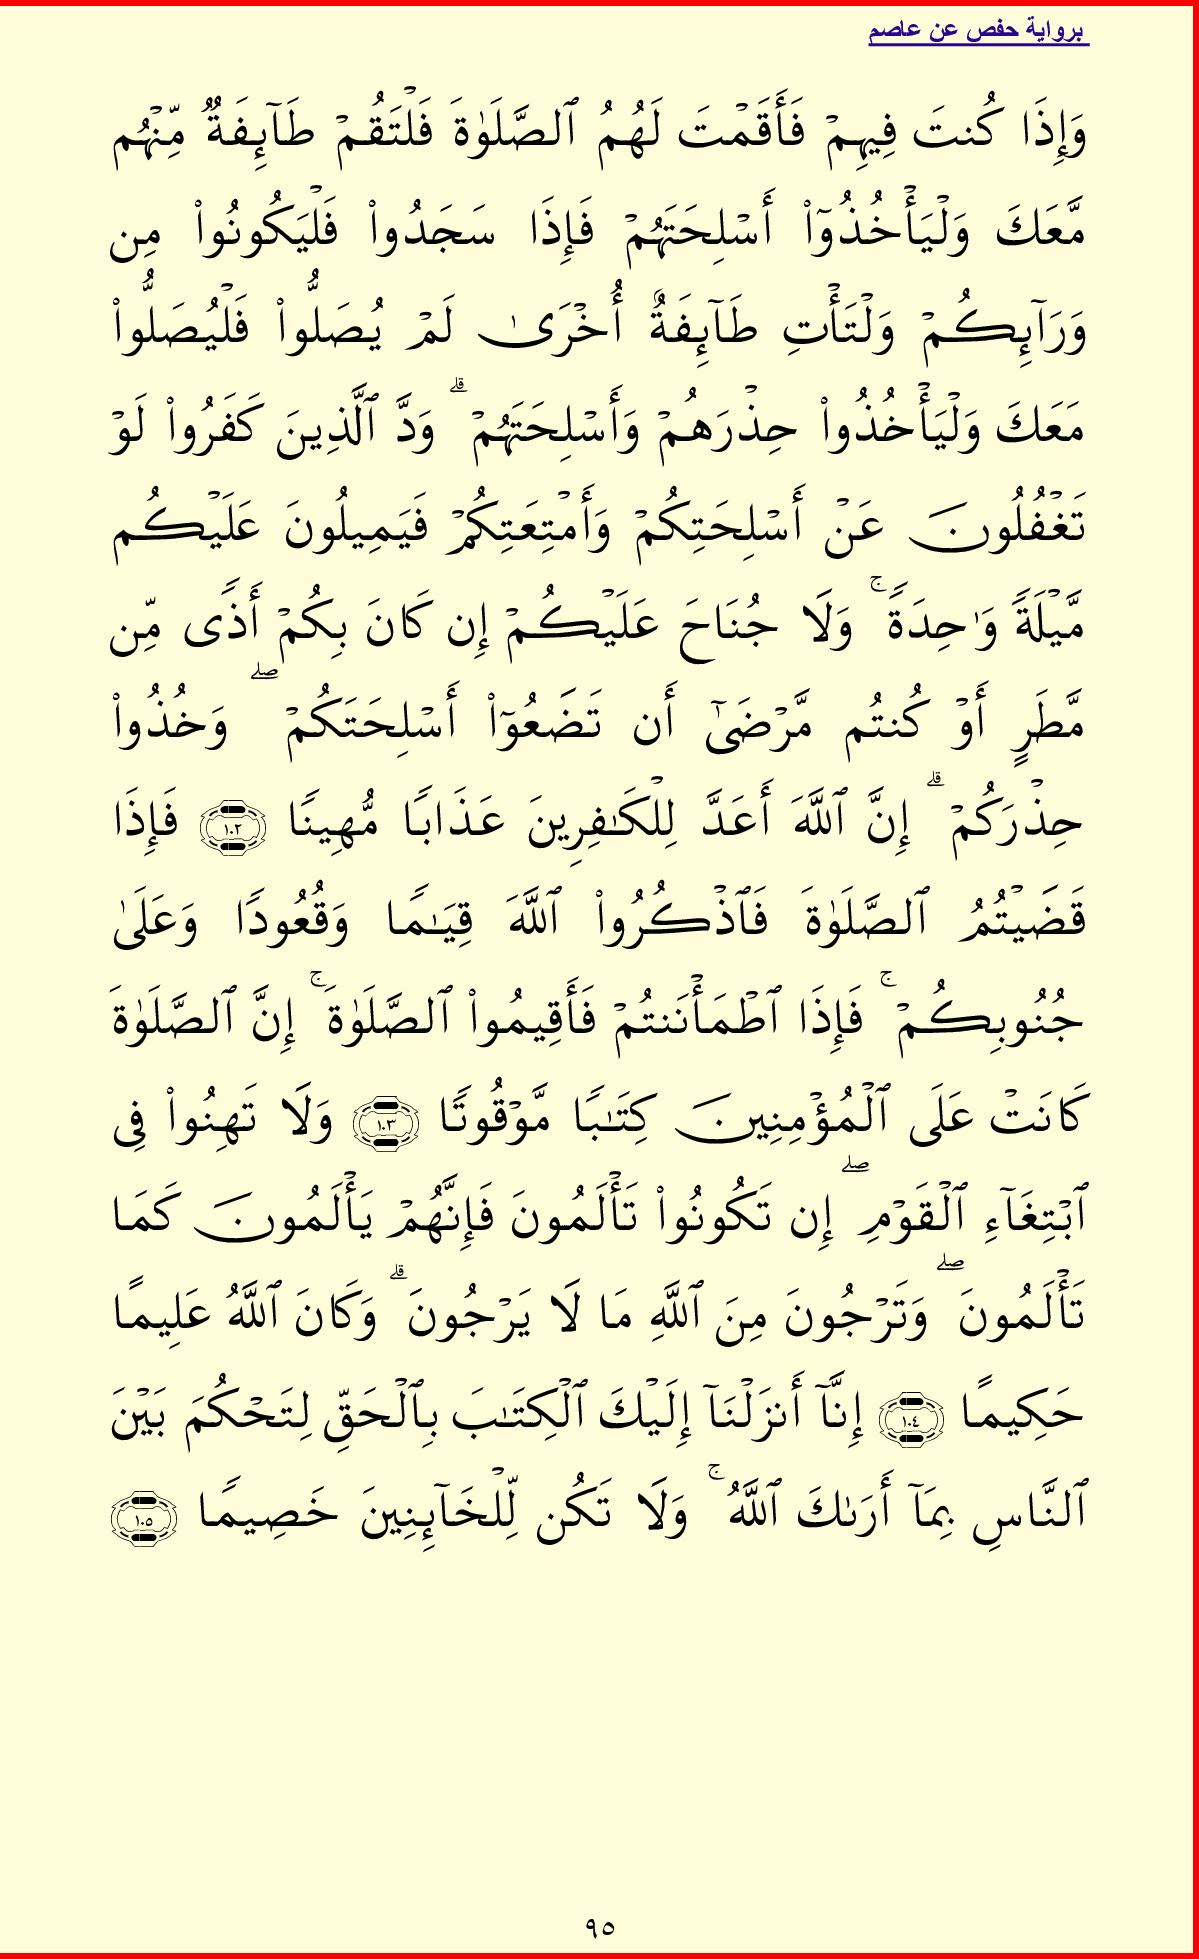 برواية حفص عن عاصم
وَإِذَا كُنتَ فِيهِمۡ فَأَقَمۡتَ لَهُمُ ٱلصَّلَوٰةَ فَلۡتَقُمۡ طَآئِفَةٞ مِّنۡهُم
مَّعَكَ وَلۡيَأۡخُذُوٓاْ أَسۡلِحَتَهُمۡ فَإِذَا سَجَدُواْ فَلۡيَكُونُواْ مِن
وَرَآئِكُمۡ وَلۡتَأۡتِ طَآئِفَةٌ أُخۡرَىٰ لَمۡ يُصَلُّواْ فَلۡيُصَلُّواْ
مَعَكَ وَلۡيَأۡخُذُواْ حِذۡرَهُمۡ وَأَسۡلِحَتَهُمۡۗ وَدَّ ٱلَّذِينَ كَفَرُواْ لَوۡ
تَغۡفُلُونَ عَنۡ أَسۡلِحَتِكُمۡ وَأَمۡتِعَتِكُمۡ فَيَمِيلُونَ عَلَيۡكُم
مَّيۡلَةٗ وَٰحِدَةٗۚ وَلَا جُنَاحَ عَلَيۡكُمۡ إِن كَانَ بِكُمۡ أَذٗى مِّن
مَّطَرٍ أَوۡ كُنتُم مَّرۡضَىٰٓ أَن تَضَعُوٓاْ أَسۡلِحَتَكُمۡۖ وَخُذُواْ
حِذۡرَكُمۡۗ إِنَّ ٱللَّهَ أَعَدَّ لِلۡكَٰفِرِينَ عَذَابٗا مُّهِينٗا ١٠٢ فَإِذَا
قَضَيۡتُمُ ٱلصَّلَوٰةَ فَٱذۡكُرُواْ ٱللَّهَ قِيَٰمٗا وَقُعُودٗا وَعَلَىٰ
جُنُوبِكُمۡۚ فَإِذَا ٱطۡمَأۡنَنتُمۡ فَأَقِيمُواْ ٱلصَّلَوٰةَۚ إِنَّ ٱلصَّلَوٰةَ
كَانَتۡ عَلَى ٱلۡمُؤۡمِنِينَ كِتَٰبٗا مَّوۡقُوتٗا ١٠٣ وَلَا تَهِنُواْ فِي
ٱبۡتِغَآءِ ٱلۡقَوۡمِۖ إِن تَكُونُواْ تَأۡلَمُونَ فَإِنَّهُمۡ يَأۡلَمُونَ كَمَا
تَأۡلَمُونَۖ وَتَرۡجُونَ مِنَ ٱللَّهِ مَا لَا يَرۡجُونَۗ وَكَانَ ٱللَّهُ عَلِيمًا
حَكِيمًا ١٠٤ إِنَّآ أَنزَلۡنَآ إِلَيۡكَ ٱلۡكِتَٰبَ بِٱلۡحَقِّ لِتَحۡكُمَ بَيۡنَ
ٱلنَّاسِ بِمَآ أَرَىٰكَ ٱللَّهُۚ وَلَا تَكُن لِّلۡخَآئِنِينَ خَصِيمٗا ١٠٥
٩٥